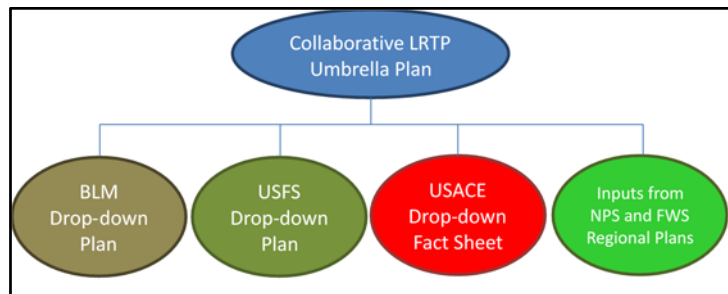 Collaborative LRTP
Umbrella Plan
BLM
Drop-down
Plan
USFS
Drop-down
Plan
USACE
Drop-down
Fact Sheet
Inputs from
NPS and FWS
Regional Plans